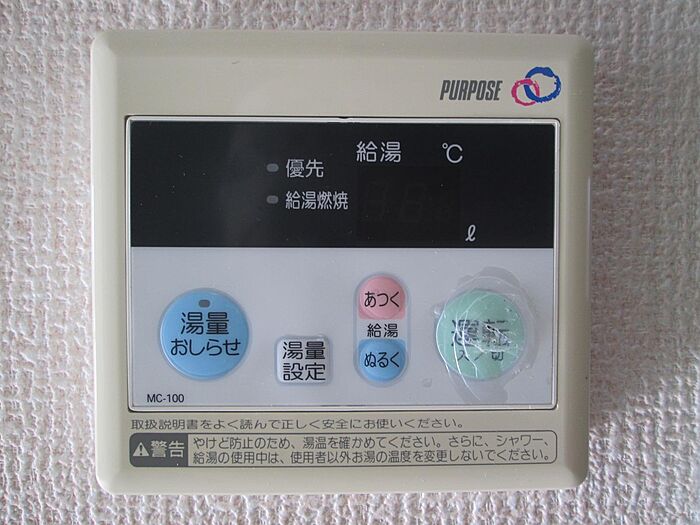 PURPOSE
給湯 ℃
優先
給湯燃焼
ℓ
湯量
おしらせ
湯量
設定
あつく
給湯
ぬるく
運転
入/切
MC-100
取扱説明書をよく読んで正しく安全にお使いください。
警告
やけど防止のため、湯温を確かめてください。さらに、シャワー、
給湯の使用中は、使用者以外お湯の温度を変更しないでください。